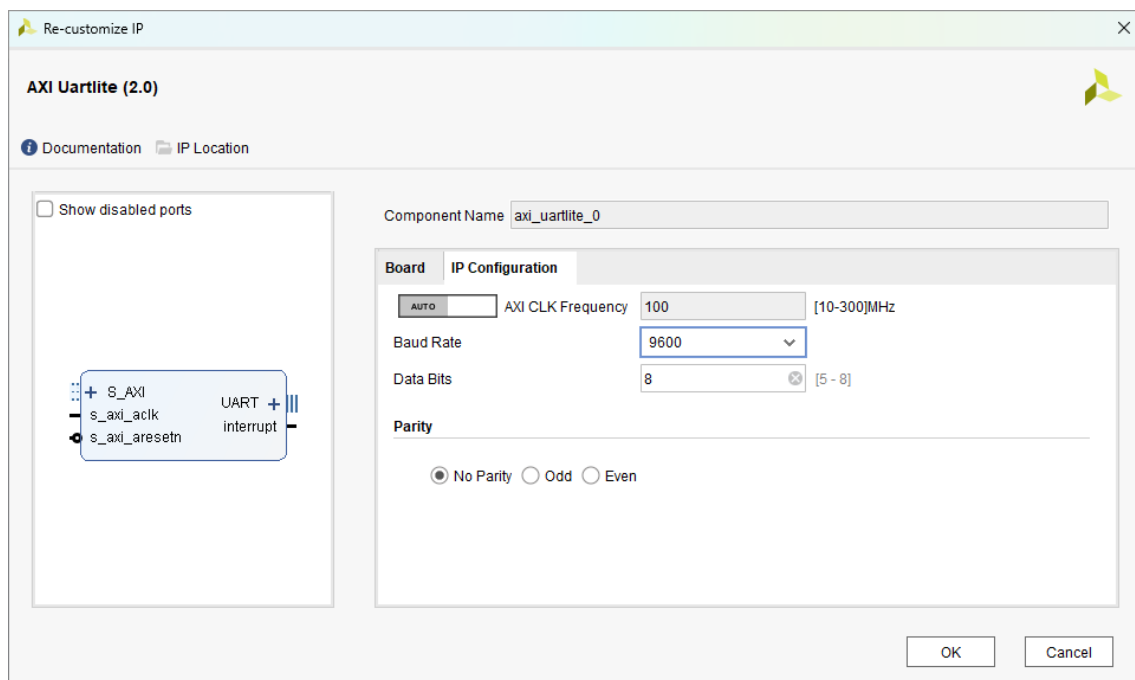 Re-customize IP
AXI Uartlite (2.0)
Documentation IP Location
Show disabled ports
S_AXI
s_axi_aclk
s_axi_aresetn
UART
interrupt
Component Name axi_uartlite_0
Board IP Configuration
AUTO AXI CLK Frequency 100 [10-300]MHz
Baud Rate 9600
Data Bits 8 [5 - 8]
Parity
No Parity Odd Even
OK Cancel